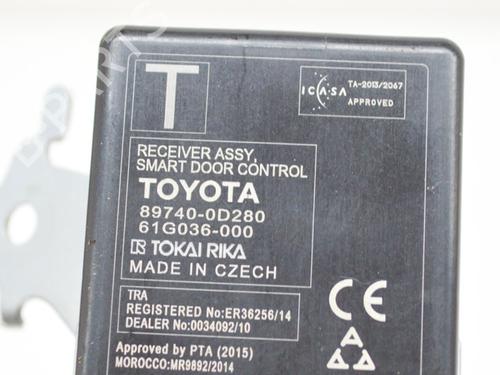 T
ICASA
TA-2013/2067
APPROVED
RECEIVER ASSY,
SMART DOOR CONTROL
TOYOTA
89740-0D280
61G036-000
TOKAI RIKA
MADE IN CZECH
TRA
REGISTERED No:ER36256/14
DEALER No:0034092/10
CE
Approved by PTA (2015)
MOROCCO:MR9892/2014